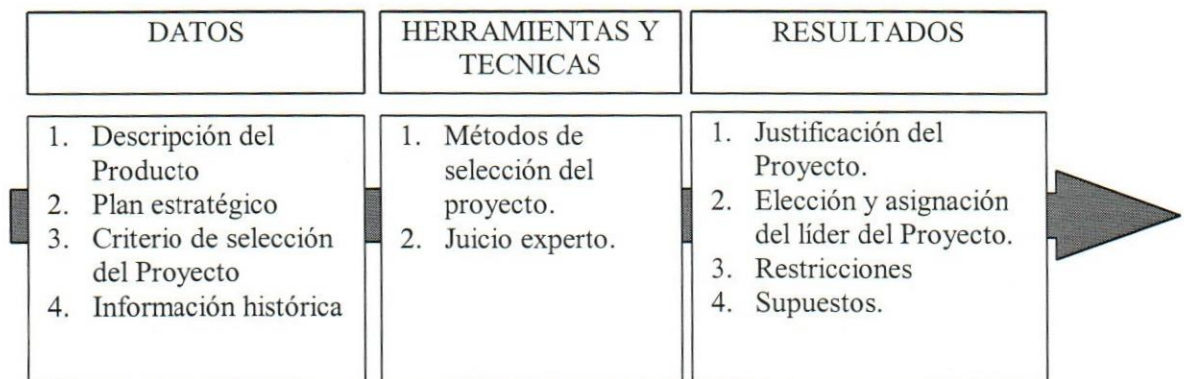 DATOS
HERRAMIENTAS Y
TECNICAS
RESULTADOS
1. Descripción del
Producto
2. Plan estratégico
3. Criterio de selección
del Proyecto
4. Información histórica
1. Métodos de
selección del
proyecto.
2. Juicio experto.
1. Justificación del
Proyecto.
2. Elección y asignación
del líder del Proyecto.
3. Restricciones
4. Supuestos.